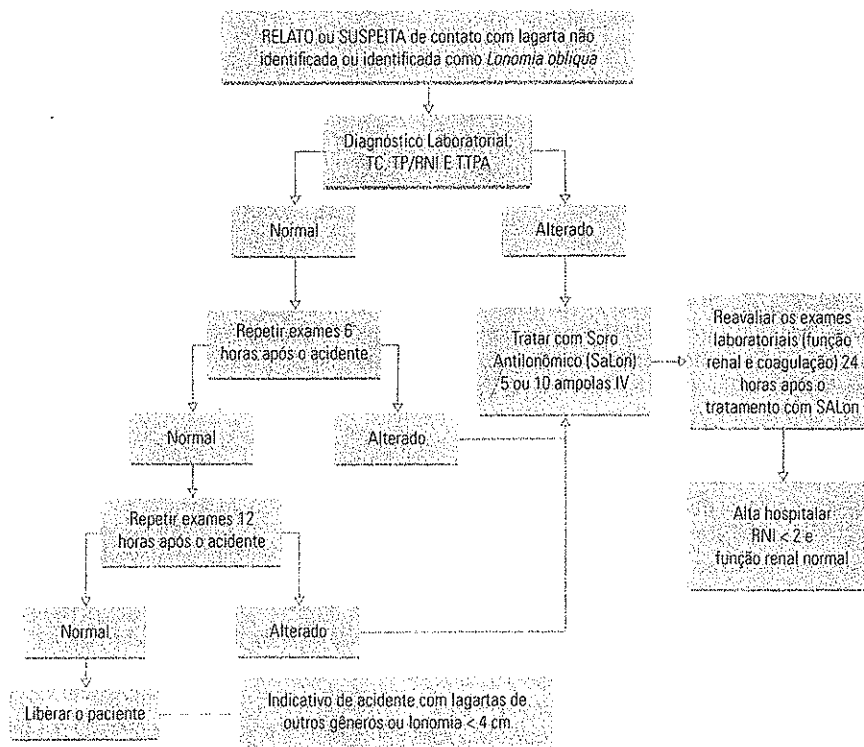 RELATO ou SUSPEITA de contato com lagarta não
identificada ou identificada como Lonomia obliqua
Diagnóstico Laboratorial:
TC, TP/RNI E TTPA
Normal
Alterado
Repetir exames 6
horas após o acidente
Tratar com Soro
Antilonômico (SaLon)
5 ou 10 ampolas IV
Reavaliar os exames
laboratoriais (função
renal e coagulação) 24
horas após o
tratamento com SALon
Normal
Alterado
Repetir exames 12
horas após o acidente
Alta hospitalar
RNI < 2 e
função renal normal
Normal
Alterado
Liberar o paciente
Indicativo de acidente com lagartas de
outros gêneros ou lonomia < 4 cm